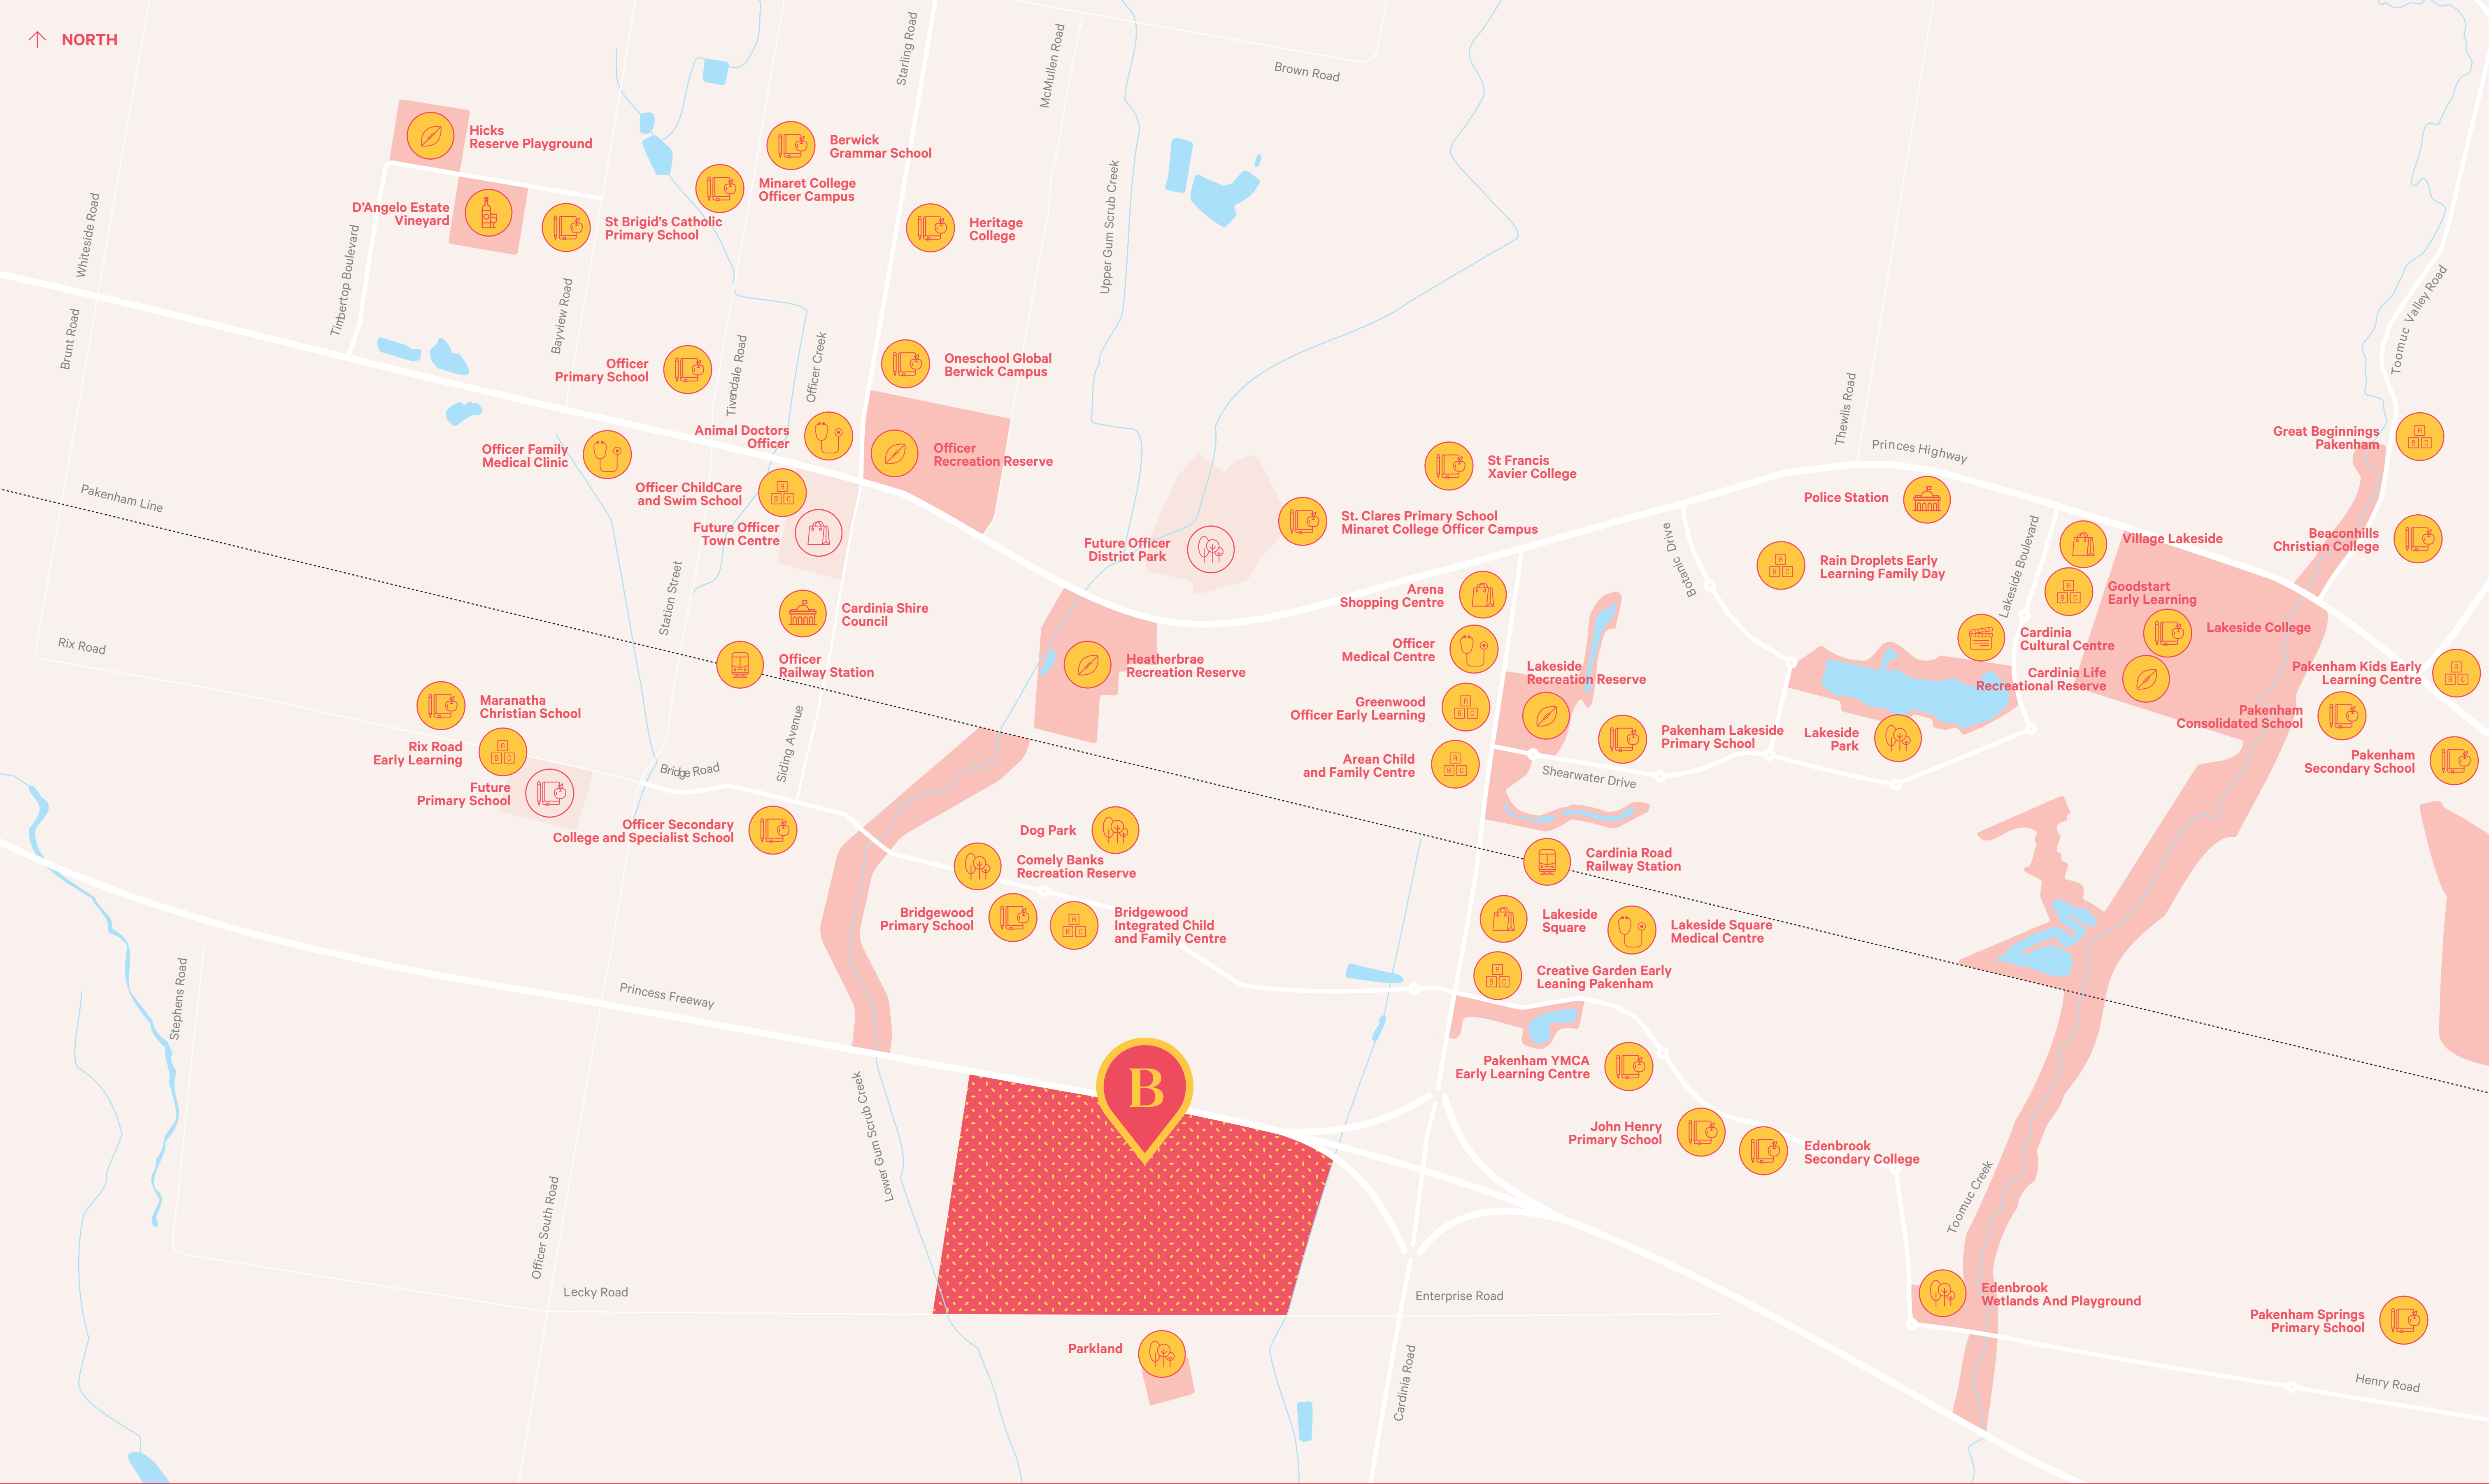 NORTH
Starling Road
McMullen Road
Brown Road
Hicks
Reserve Playground
Berwick
Grammar School
Minaret College
Officer Campus
D'Angelo Estate
Vineyard
St Brigid's Catholic
Primary School
Heritage
College
Whiteside Road
Timbertop Boulevard
Upper Gum Scrub Creek
Toomuc Valley Road
Brunt Road
Bayview Road
Tivendale Road
Officer Creek
Officer
Primary School
Oneschool Global
Berwick Campus
Thewlis Road
Princes Highway
Animal Doctors
Officer
Officer Family
Medical Clinic
Officer
Recreation Reserve
St Francis
Xavier College
Great Beginnings
Pakenham
Pakenham Line
Officer ChildCare
and Swim School
Police Station
Future Officer
Town Centre
St. Clares Primary School
Minaret College Officer Campus
Future Officer
District Park
Botanic Drive
Lakeside Boulevard
Village Lakeside
Beaconhills
Christian College
Rain Droplets Early
Learning Family Day
Arena
Shopping Centre
Goodstart
Early Learning
Station Street
Cardinia Shire
Council
Lakeside College
Rix Road
Officer
Medical Centre
Cardinia
Cultural Centre
Officer
Railway Station
Heatherbrae
Recreation Reserve
Lakeside
Recreation Reserve
Cardinia Life
Recreational Reserve
Pakenham Kids Early
Learning Centre
Maranatha
Christian School
Greenwood
Officer Early Learning
Pakenham
Consolidated School
Siding Avenue
Pakenham Lakeside
Primary School
Lakeside
Park
Rix Road
Early Learning
Bridge Road
Arean Child
and Family Centre
Shearwater Drive
Pakenham
Secondary School
Future
Primary School
Officer Secondary
College and Specialist School
Dog Park
Comely Banks
Recreation Reserve
Cardinia Road
Railway Station
Bridgewood
Primary School
Bridgewood
Integrated Child
and Family Centre
Lakeside
Square
Lakeside Square
Medical Centre
Stephens Road
Princess Freeway
Creative Garden Early
Leaning Pakenham
B
Pakenham YMCA
Early Learning Centre
Lower Gum Scrub Creek
John Henry
Primary School
Edenbrook
Secondary College
Toomuc Creek
Officer South Road
Lecky Road
Enterprise Road
Edenbrook
Wetlands And Playground
Pakenham Springs
Primary School
Parkland
Cardinia Road
Henry Road
A
B C
A
B C
A
B C
A
B C
A
B C
A
B C
A
B C
A
B C
A
B C
A
B C